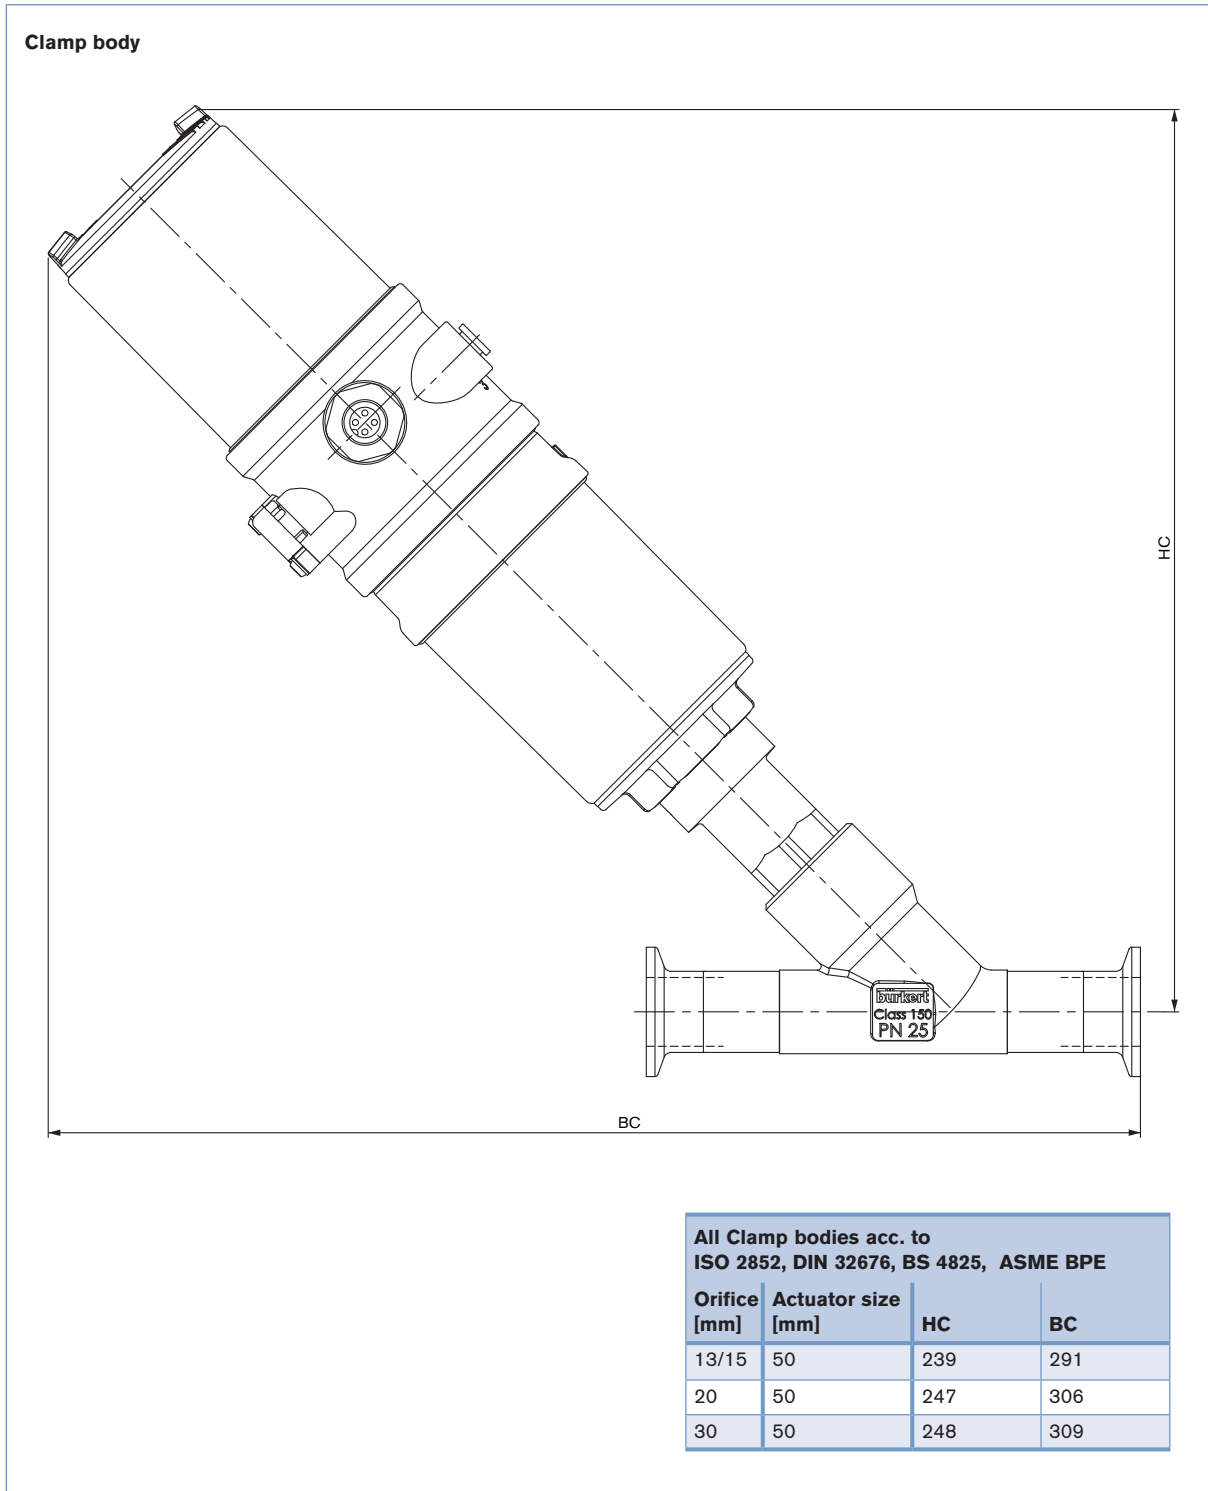 Clamp body
HC
bürkert
Class 150
PN 25
BC
All Clamp bodies acc. to
ISO 2852, DIN 32676, BS 4825, ASME BPE
Orifice [mm] Actuator size [mm] HC BC
13/15 50 239 291
20 50 247 306
30 50 248 309